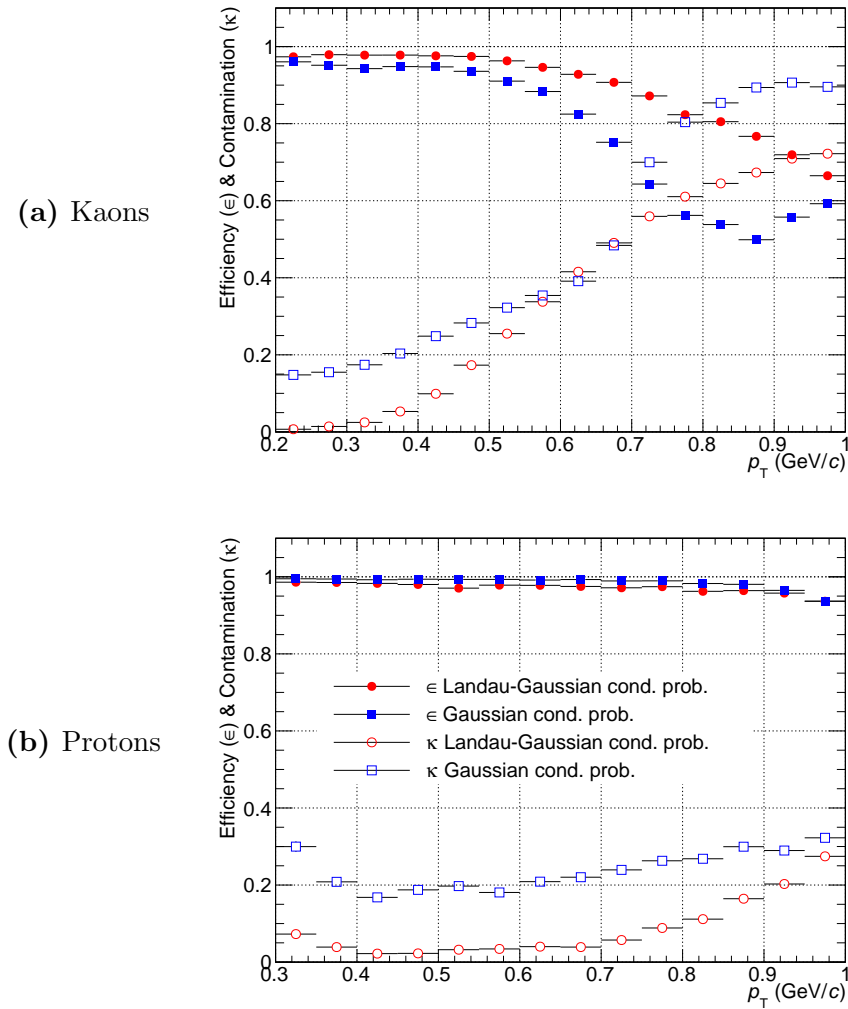 (a) Kaons
Efficiency (ϵ) & Contamination (κ)
1
0.8
0.6
0.4
0.2
0
0.2 0.3 0.4 0.5 0.6 0.7 0.8 0.9 1
p_T (GeV/c)
(b) Protons
Efficiency (ϵ) & Contamination (κ)
1
0.8
0.6
0.4
0.2
0
ϵ Landau-Gaussian cond. prob.
ϵ Gaussian cond. prob.
κ Landau-Gaussian cond. prob.
κ Gaussian cond. prob.
0.3 0.4 0.5 0.6 0.7 0.8 0.9 1
p_T (GeV/c)